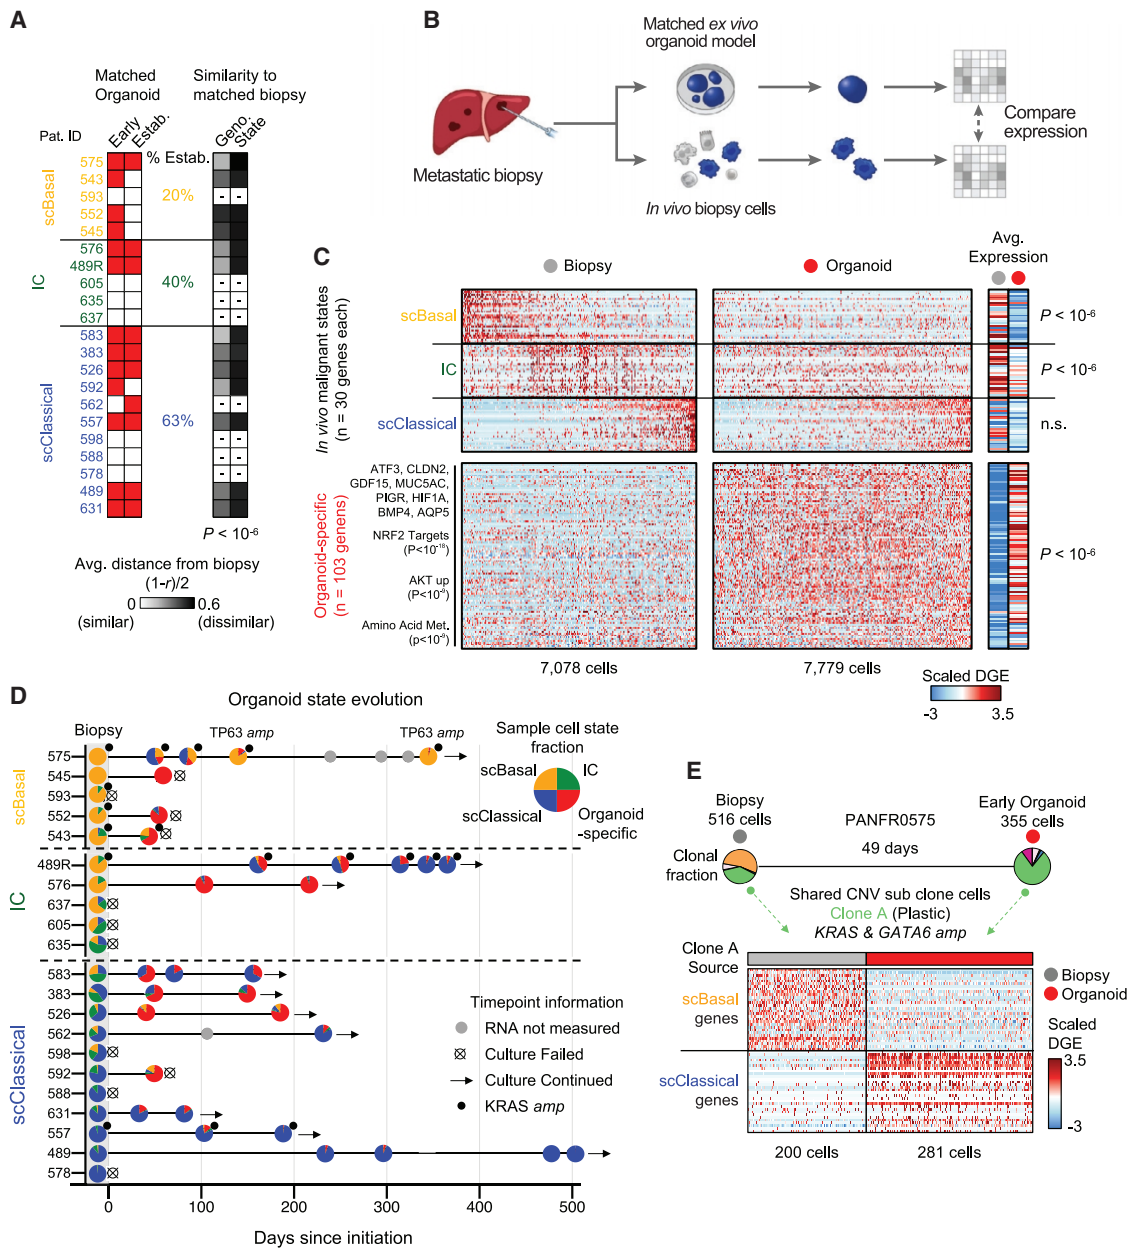 A
Matched
Organoid
Similarity to
matched biopsy
Pat. ID
Early
Estab.
% Estab.
Geno.
State
scBasal
575
543
593
552
545
20%
-
-
IC
576
489R
605
635
637
40%
-
-
-
-
-
-
scClassical
583
383
526
592
562
557
598
588
578
489
631
63%
-
-
-
-
-
-
-
-
P < 10-6
Avg. distance from biopsy
(1-r)/2
0
0.6
(similar)
(dissimilar)
B
Matched ex vivo
organoid model
Metastatic biopsy
In vivo biopsy cells
Compare
expression
C
Biopsy
Organoid
Avg.
Expression
In vivo malignant states
(n = 30 genes each)
scBasal
IC
scClassical
P < 10-6
P < 10-6
n.s.
Organoid-specific
(n = 103 genens)
ATF3, CLDN2,
GDF15, MUC5AC,
PIGR, HIF1A,
BMP4, AQP5
NRF2 Targets
(P<10-18)
AKT up
(P<10-9)
Amino Acid Met.
(p<10-9)
P < 10-6
7,078 cells
7,779 cells
Scaled DGE
-3
3.5
D
Organoid state evolution
Biopsy
TP63 amp
TP63 amp
Sample cell state
fraction
scBasal
IC
scClassical
Organoid
-specific
scBasal
575
545
593
552
543
IC
489R
576
637
605
635
scClassical
583
383
526
562
598
592
588
631
557
489
578
Timepoint information
RNA not measured
Culture Failed
Culture Continued
KRAS amp
0
100
200
300
400
500
Days since initiation
E
Biopsy
516 cells
PANFR0575
49 days
Early Organoid
355 cells
Clonal
fraction
Shared CNV sub clone cells
Clone A (Plastic)
KRAS & GATA6 amp
Clone A
Source
scBasal
genes
scClassical
genes
Biopsy
Organoid
Scaled
DGE
3.5
-3
200 cells
281 cells